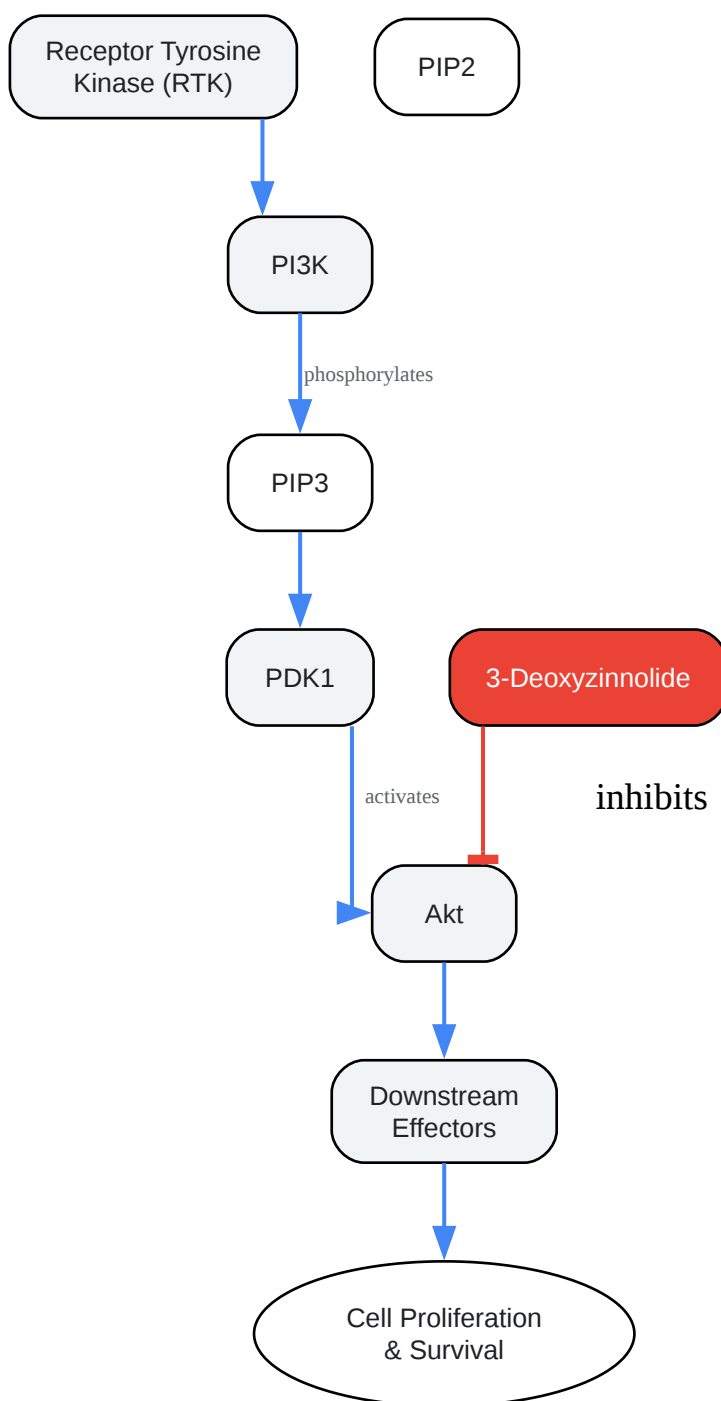 Receptor Tyrosine
Kinase (RTK)
PIP2
PI3K
phosphorylates
PIP3
PDK1
3-Deoxyzinnolide
activates
inhibits
Akt
Downstream
Effectors
Cell Proliferation
& Survival